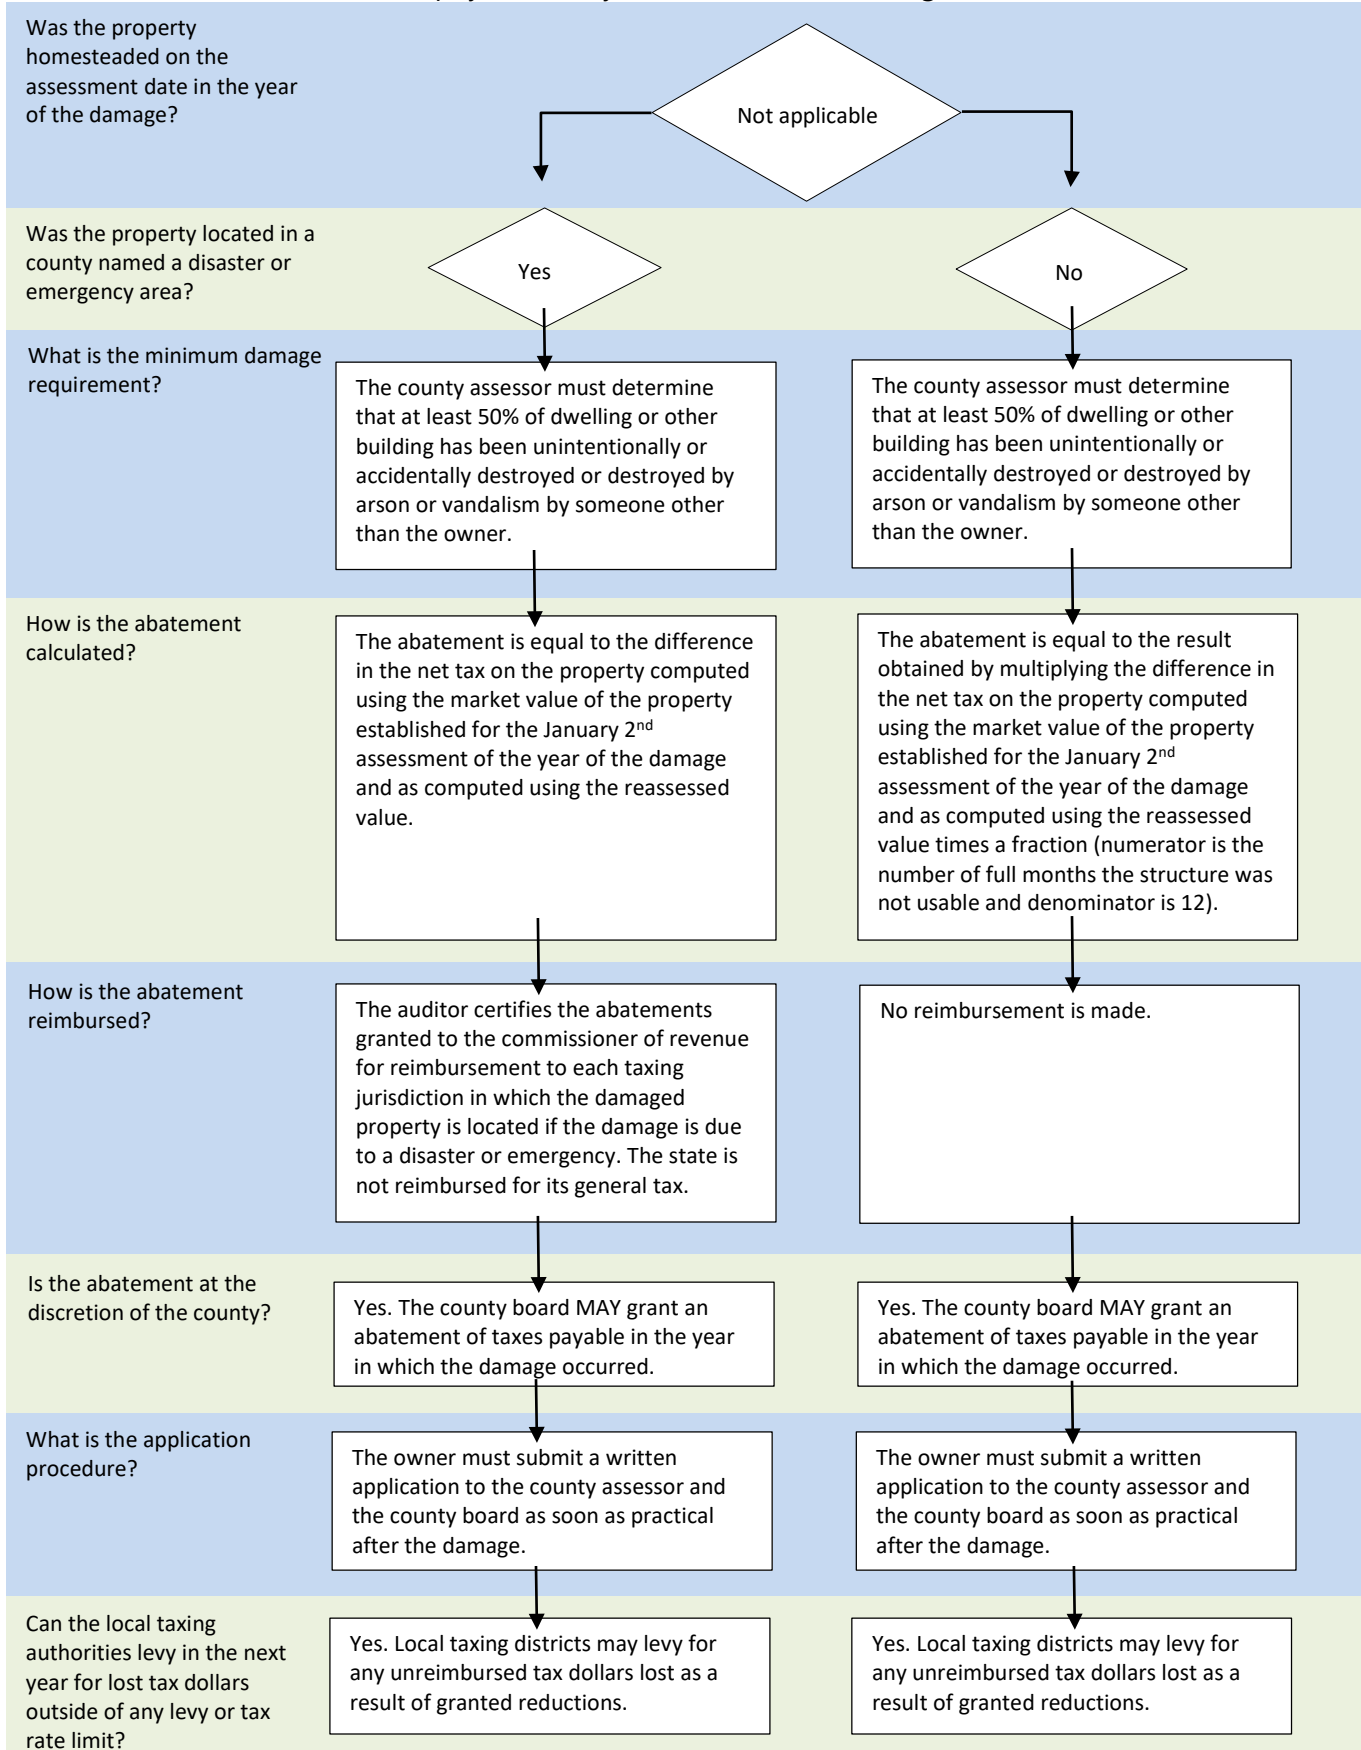 Was the property
homesteaded on the
assessment date in the year
of the damage?
Not applicable
Was the property located in a
county named a disaster or
emergency area?
Yes
No
What is the minimum damage
requirement?
The county assessor must determine
that at least 50% of dwelling or other
building has been unintentionally or
accidentally destroyed or destroyed by
arson or vandalism by someone other
than the owner.
The county assessor must determine
that at least 50% of dwelling or other
building has been unintentionally or
accidentally destroyed or destroyed by
arson or vandalism by someone other
than the owner.
How is the abatement
calculated?
The abatement is equal to the difference
in the net tax on the property computed
using the market value of the property
established for the January 2nd
assessment of the year of the damage
and as computed using the reassessed
value.
The abatement is equal to the result
obtained by multiplying the difference in
the net tax on the property computed
using the market value of the property
established for the January 2nd
assessment of the year of the damage
and as computed using the reassessed
value times a fraction (numerator is the
number of full months the structure was
not usable and denominator is 12).
How is the abatement
reimbursed?
The auditor certifies the abatements
granted to the commissioner of revenue
for reimbursement to each taxing
jurisdiction in which the damaged
property is located if the damage is due
to a disaster or emergency. The state is
not reimbursed for its general tax.
No reimbursement is made.
Is the abatement at the
discretion of the county?
Yes. The county board MAY grant an
abatement of taxes payable in the year
in which the damage occurred.
Yes. The county board MAY grant an
abatement of taxes payable in the year
in which the damage occurred.
What is the application
procedure?
The owner must submit a written
application to the county assessor and
the county board as soon as practical
after the damage.
The owner must submit a written
application to the county assessor and
the county board as soon as practical
after the damage.
Can the local taxing
authorities levy in the next
year for lost tax dollars
outside of any levy or tax
rate limit?
Yes. Local taxing districts may levy for
any unreimbursed tax dollars lost as a
result of granted reductions.
Yes. Local taxing districts may levy for
any unreimbursed tax dollars lost as a
result of granted reductions.